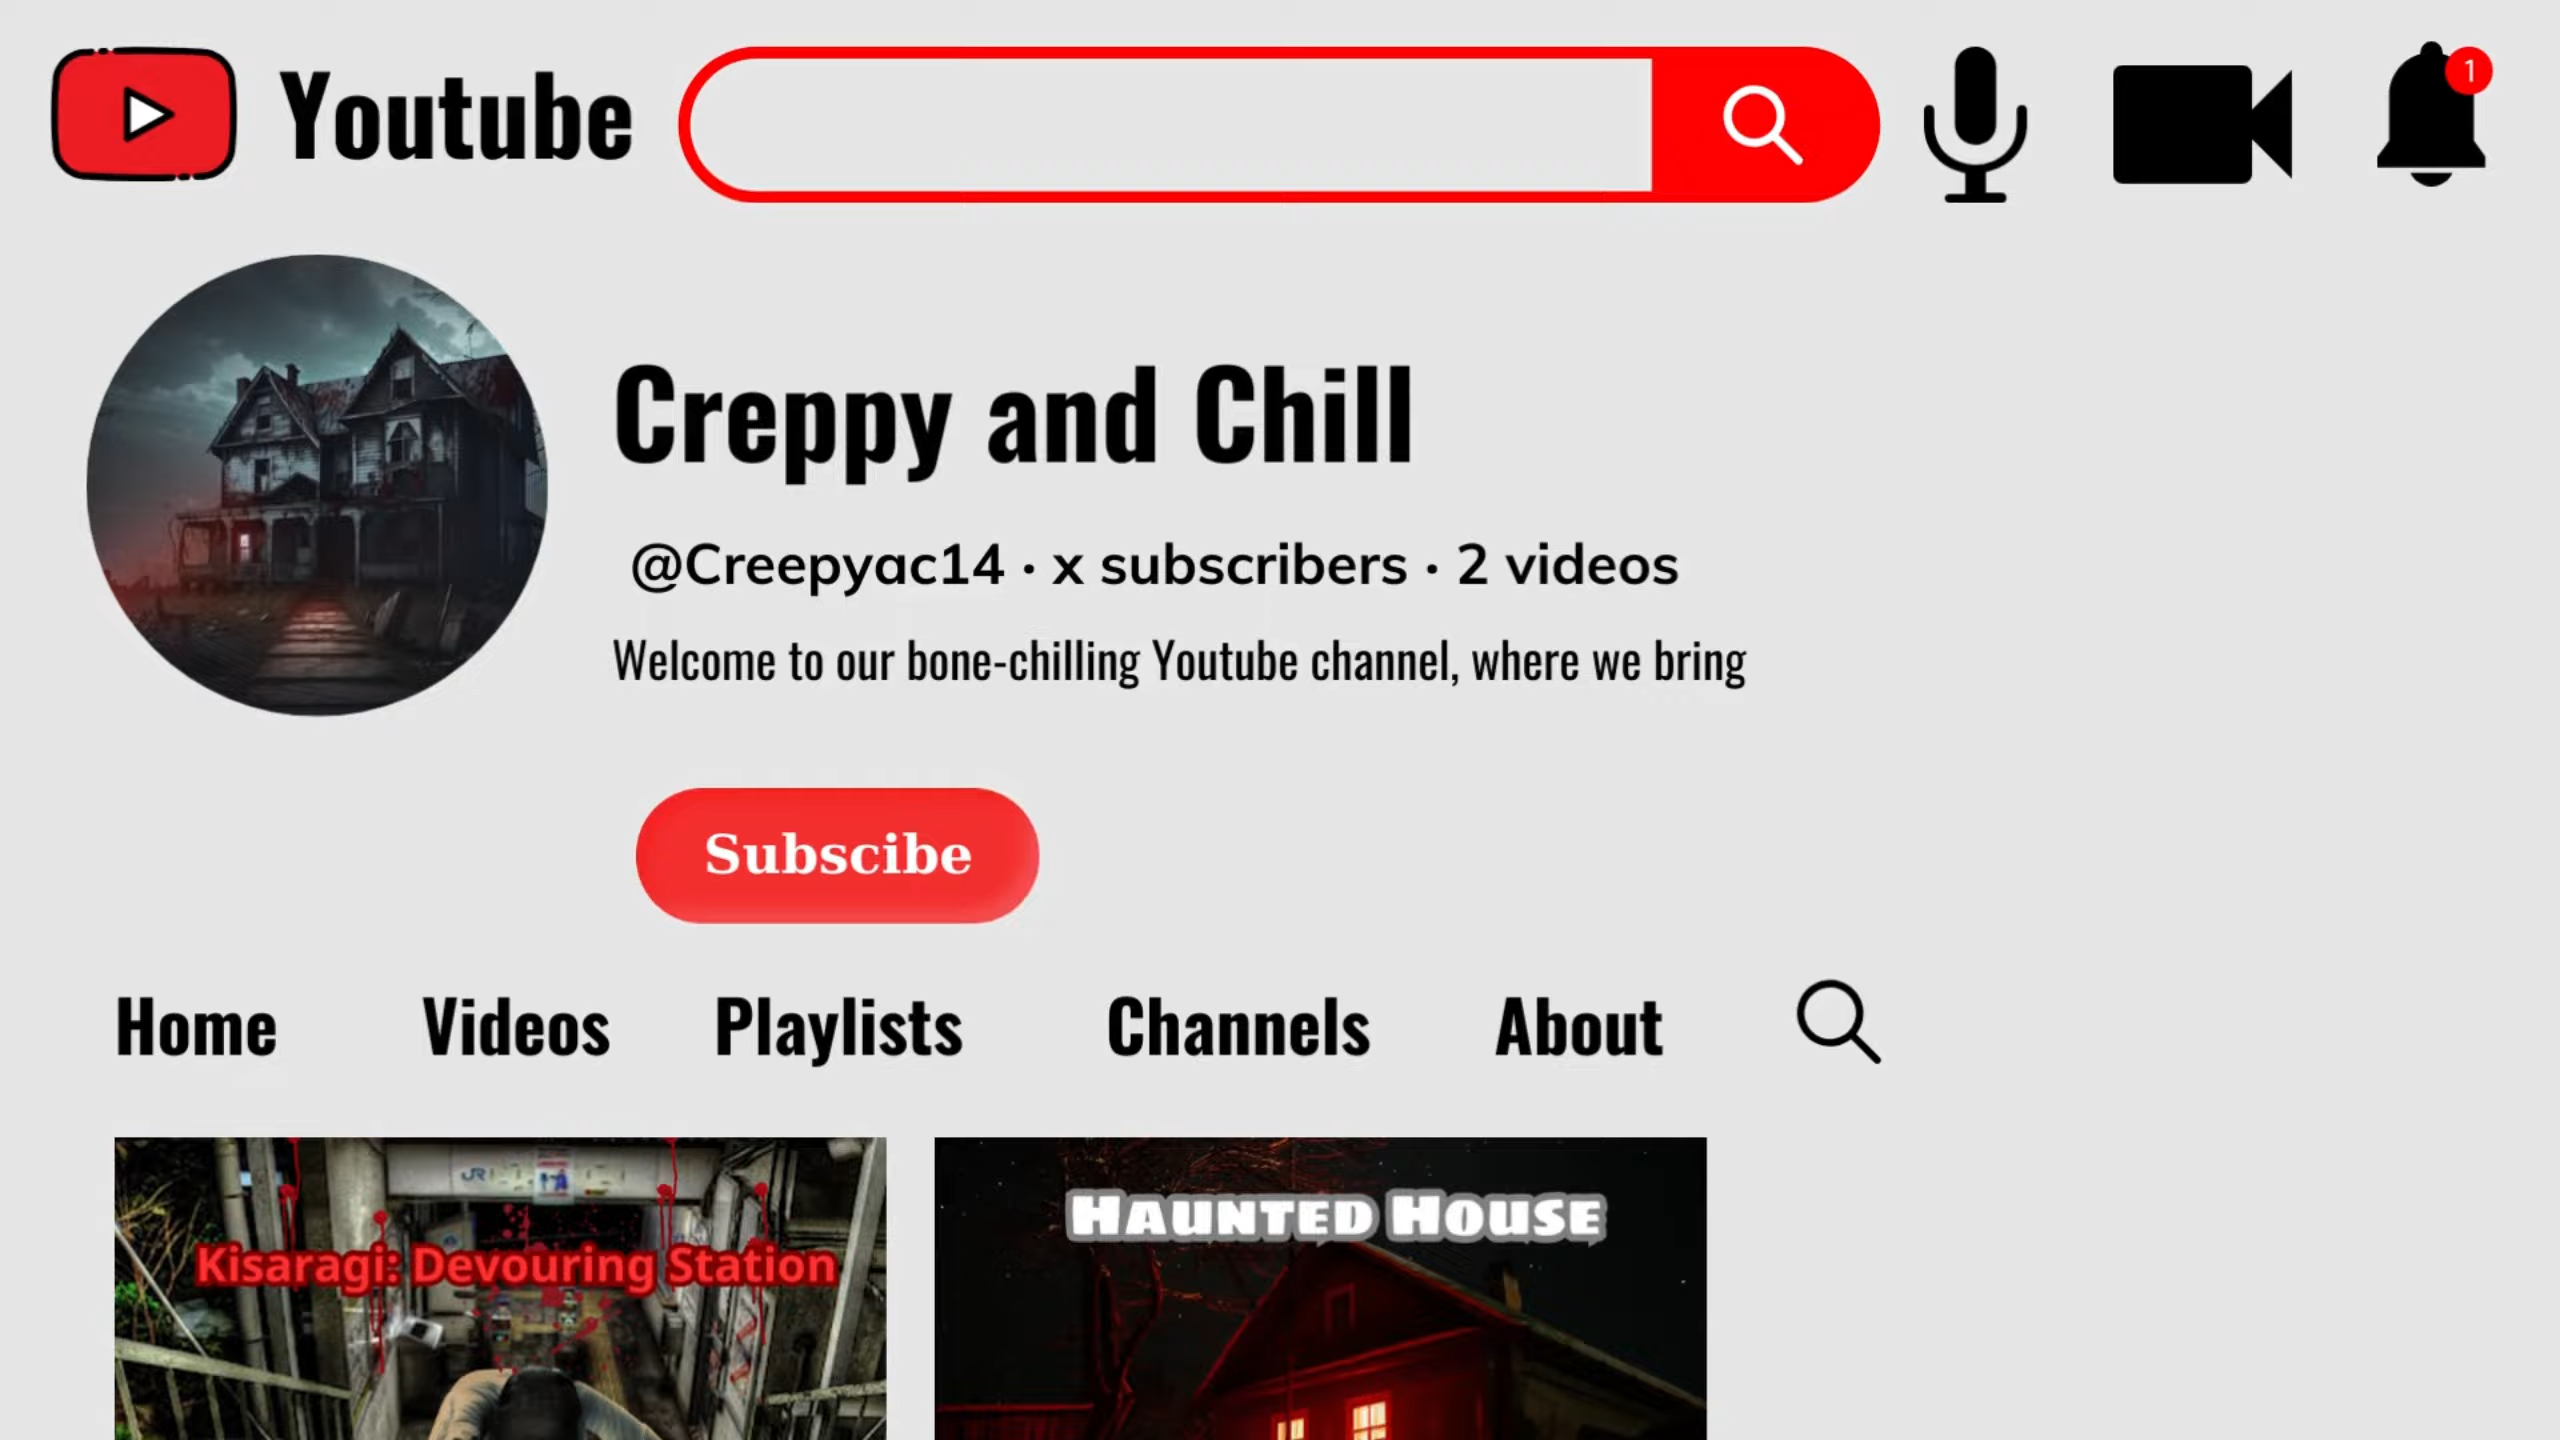 Youtube
1
Creppy and Chill
@Creepyac14 · x subscribers · 2 videos
Welcome to our bone-chilling Youtube channel, where we bring
Subscibe
Home Videos Playlists Channels About
JR
Kisaragi: Devouring Station
Haunted House